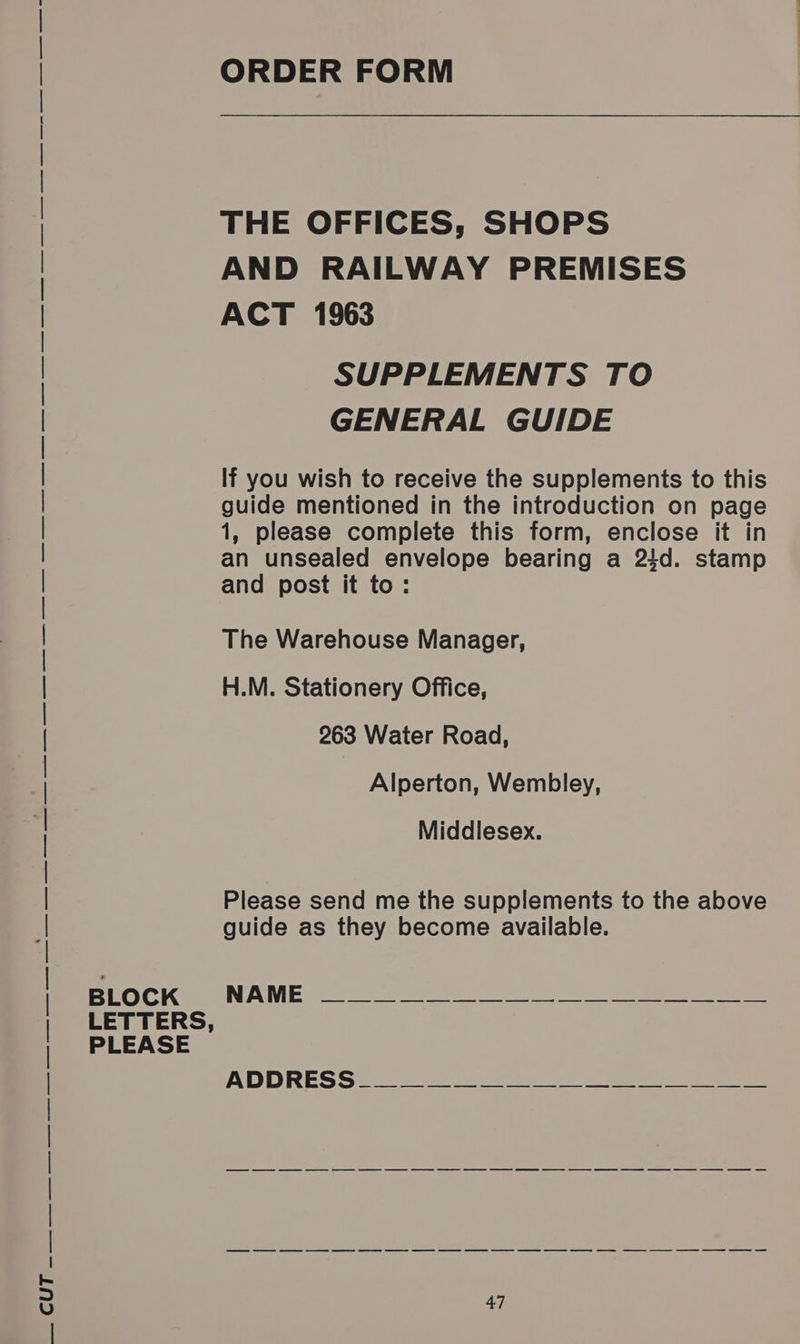 ORDER FORM
THE OFFICES, SHOPS
AND RAILWAY PREMISES
ACT 1963
SUPPLEMENTS TO
GENERAL GUIDE
If you wish to receive the supplements to this
guide mentioned in the introduction on page
1, please complete this form, enclose it in
an unsealed envelope bearing a 2½d. stamp
and post it to:
The Warehouse Manager,
H.M. Stationery Office,
263 Water Road,
Alperton, Wembley,
Middlesex.
Please send me the supplements to the above
guide as they become available.
BLOCK LETTERS, PLEASE
NAME
ADDRESS
CUT
47